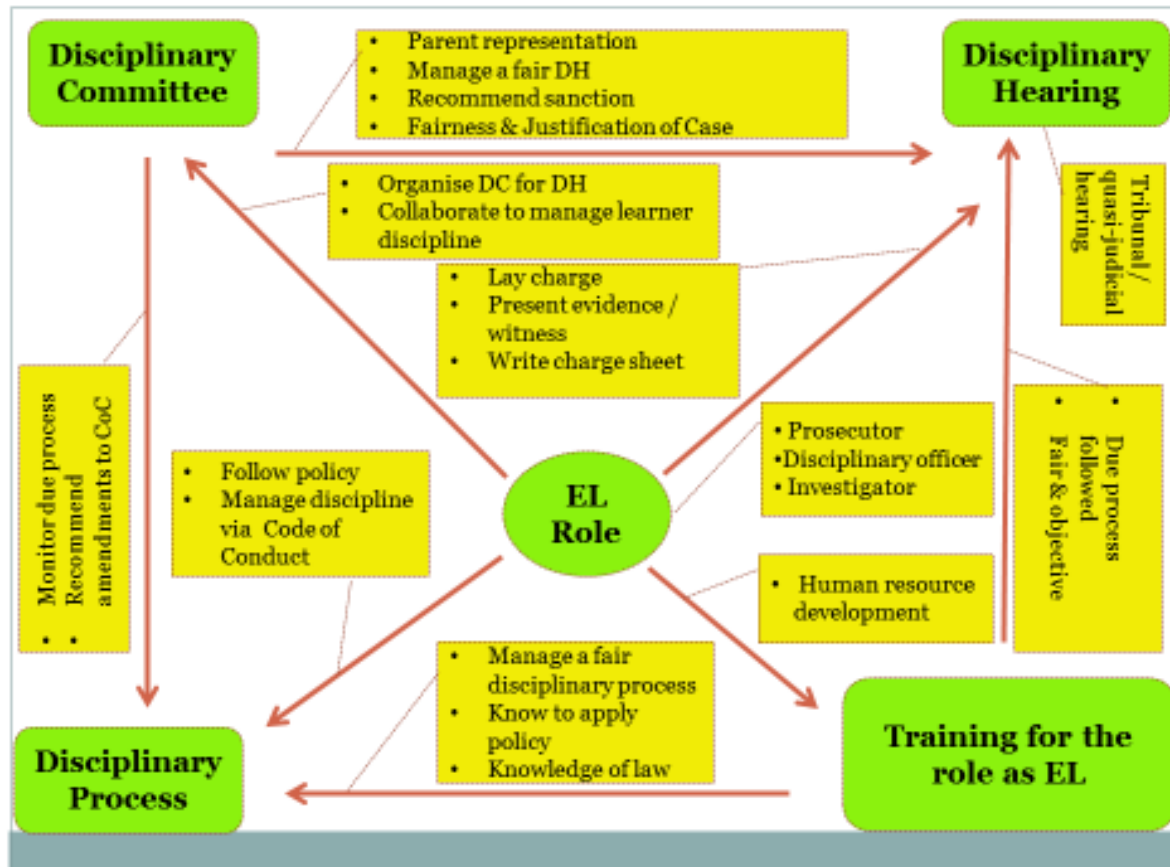 Disciplinary
Committee
• Parent representation
• Manage a fair DH
• Recommend sanction
• Fairness & Justification of Case
Disciplinary
Hearing
• Organise DC for DH
• Collaborate to manage learner
discipline
Tribunal/
quasi-judicial
hearing
• Lay charge
• Present evidence /
witness
• Write charge sheet
• Monitor due process
• Recommend
amendments to CoC
• Follow policy
• Manage discipline
via Code of
Conduct
EL
Role
• Prosecutor
•Disciplinary officer
• Investigator
• Due process
followed
• Fair & objective
• Human resource
development
• Manage a fair
disciplinary process
• Know to apply
policy
• Knowledge of law
Disciplinary
Process
Training for the
role as EL